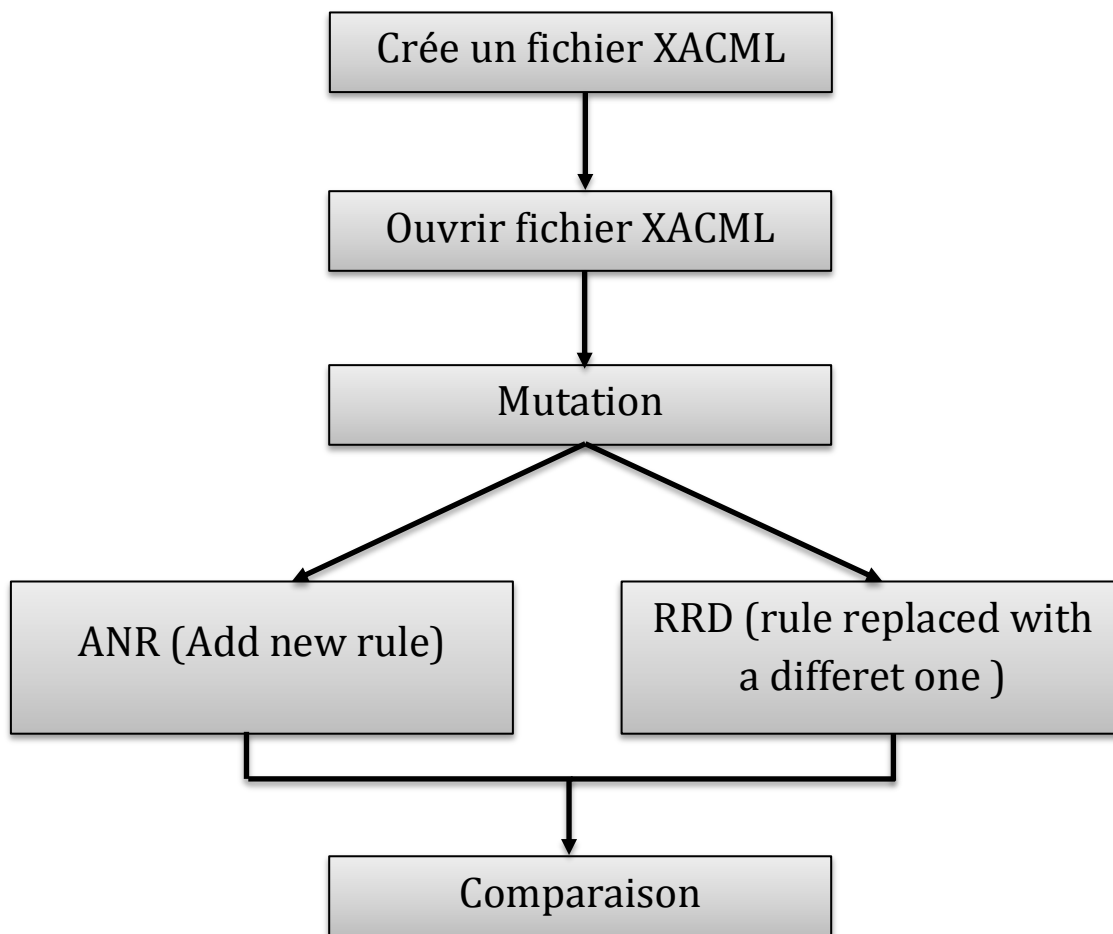 Crée un fichier XACML
Ouvrir fichier XACML
Mutation
ANR (Add new rule)
RRD (rule replaced with
a differet one )
Comparaison